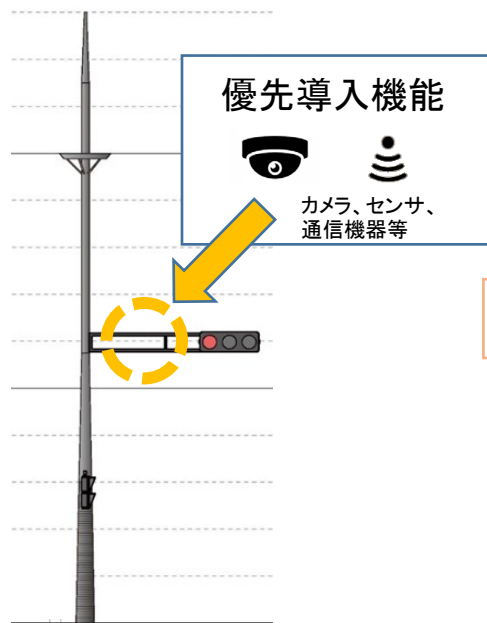 優先導入機能
カメラ、センサ、
通信機器等